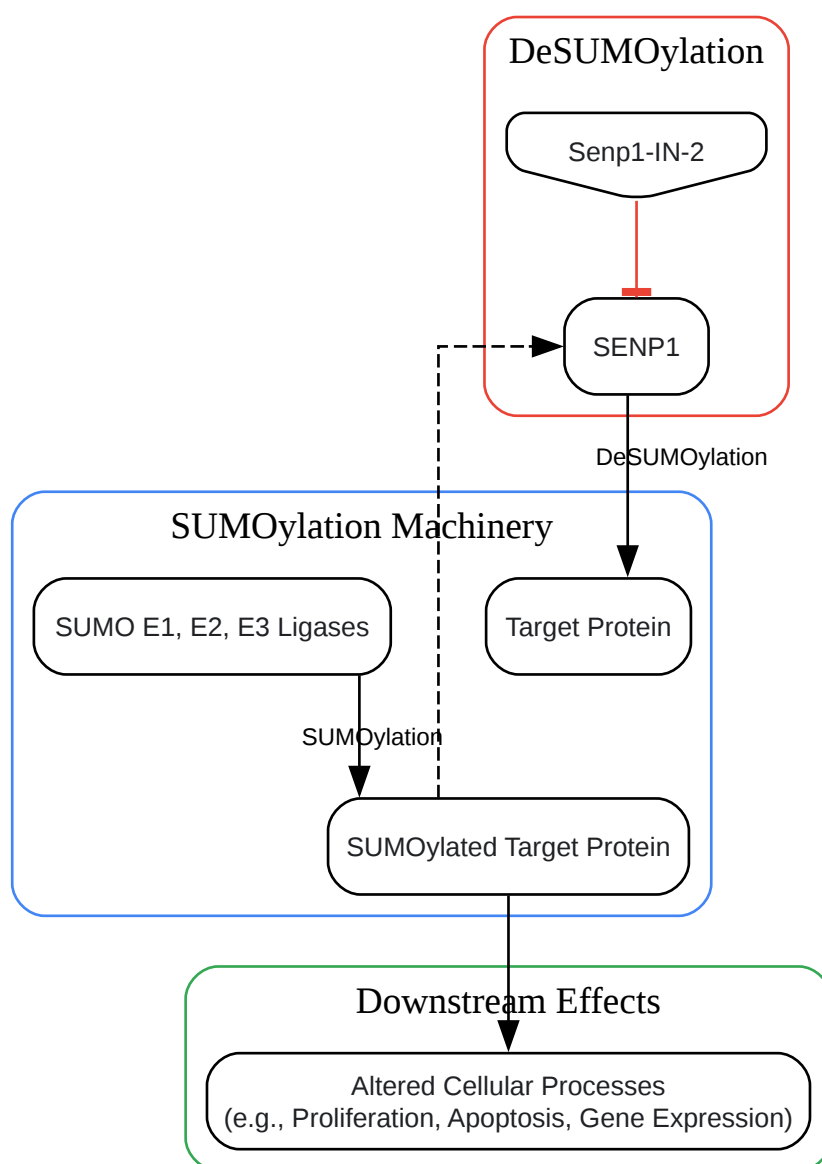 DeSUMOylation
Senp1-IN-2
SENP1
DeSUMOylation
SUMOylation Machinery
SUMO E1, E2, E3 Ligases
Target Protein
SUMOylation
SUMOylated Target Protein
Downstream Effects
Altered Cellular Processes
(e.g., Proliferation, Apoptosis, Gene Expression)